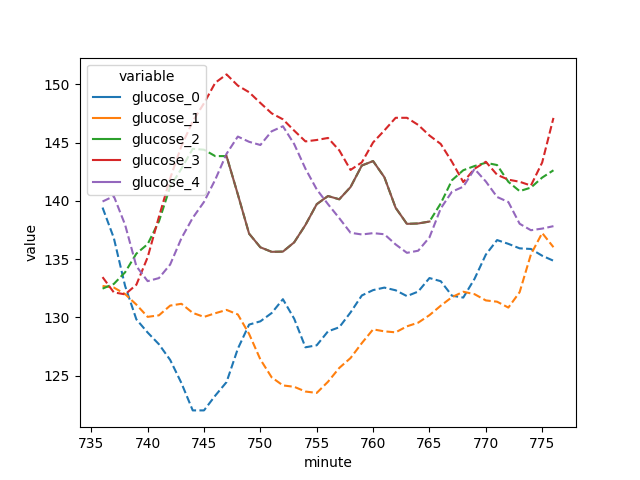 variable
glucose_0
glucose_1
glucose_2
glucose_3
glucose_4
150
145
140
135
130
125
value
735 740 745 750 755 760 765 770 775
minute